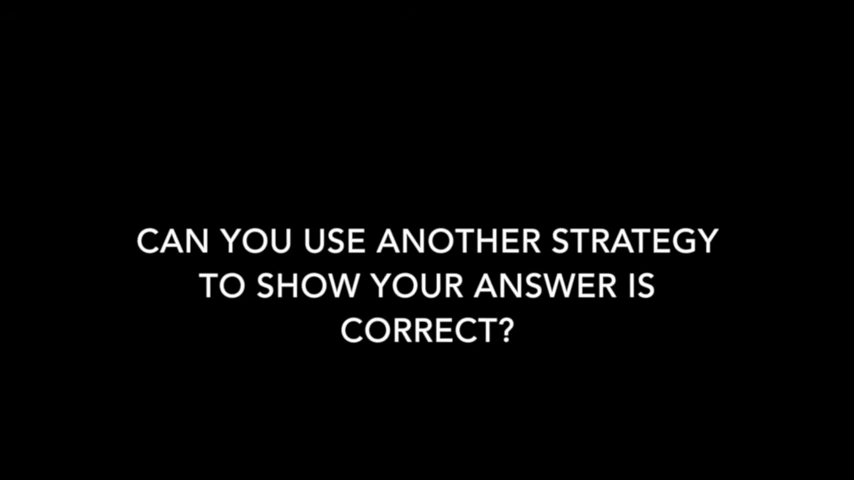 CAN YOU USE ANOTHER STRATEGY
TO SHOW YOUR ANSWER IS
CORRECT?